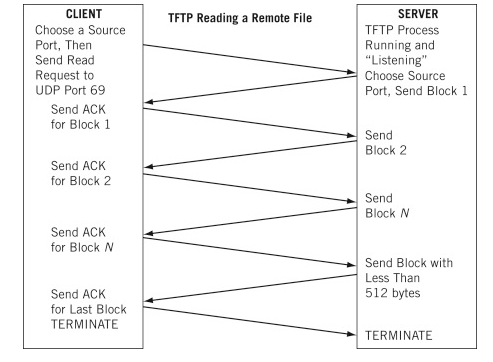 TFTP Reading a Remote File
CLIENT
Choose a Source
Port, Then
Send Read
Request to
UDP Port 69
Send ACK
for Block 1
Send ACK
for Block 2
Send ACK
for Block N
Send ACK
for Last Block
TERMINATE
SERVER
TFTP Process
Running and
“Listening”
Choose Source
Port, Send Block 1
Send
Block 2
Send
Block N
Send Block with
Less Than
512 bytes
TERMINATE